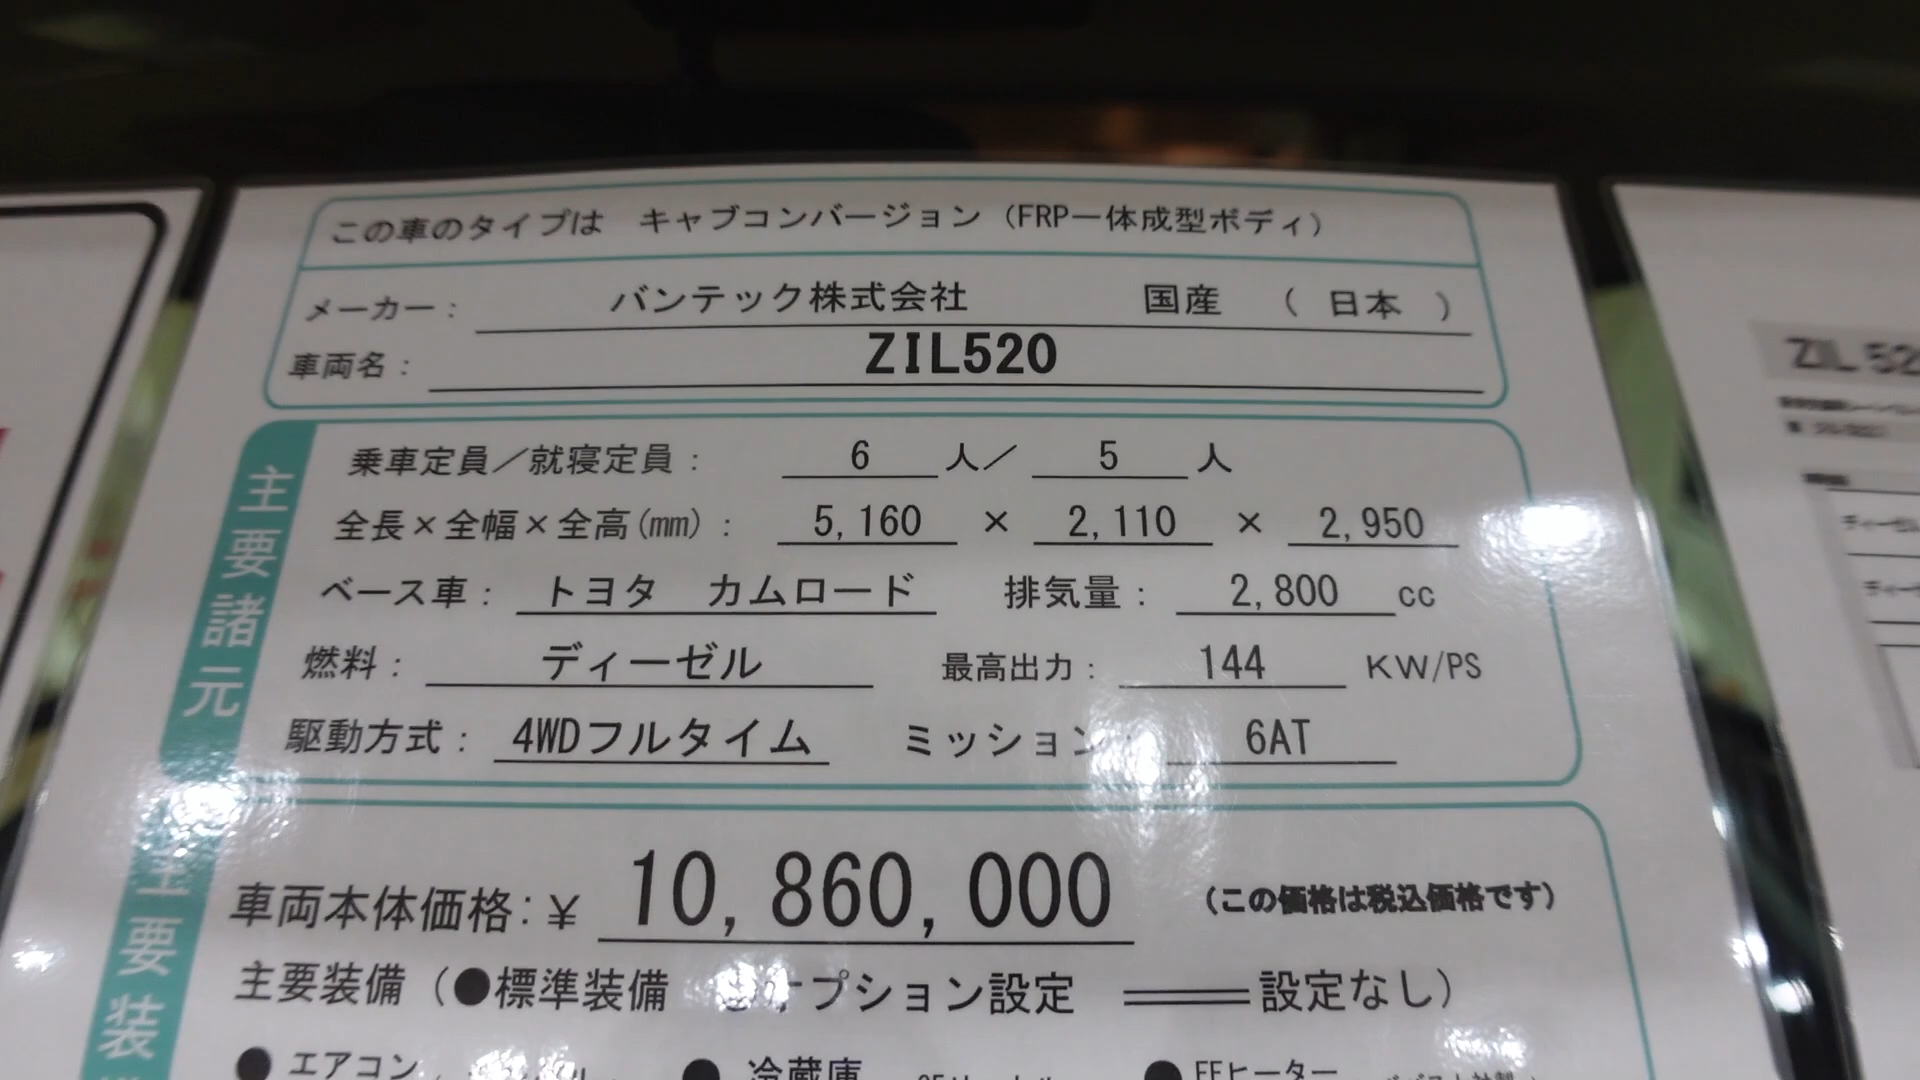 この車のタイプは　キャブコンバージョン（FRP一体成型ボディ）
メーカー：　バンテック株式会社　国産　（　日本　）
車両名：　ZIL520
主要諸元
乗車定員／就寝定員：　6　人／　5　人
全長×全幅×全高(mm)：　5,160　×　2,110　×　2,950
ベース車：　トヨタ　カムロード　排気量：　2,800　cc
燃料：　ディーゼル　最高出力：　144　KW/PS
駆動方式：　4WDフルタイム　ミッション：　6AT
主要装
車両本体価格：￥　10,860,000　（この価格は税込価格です）
主要装備（●標準装備　オプション設定　══設定なし）
●エアコン　●冷蔵庫　●FFヒーター
ZIL 52